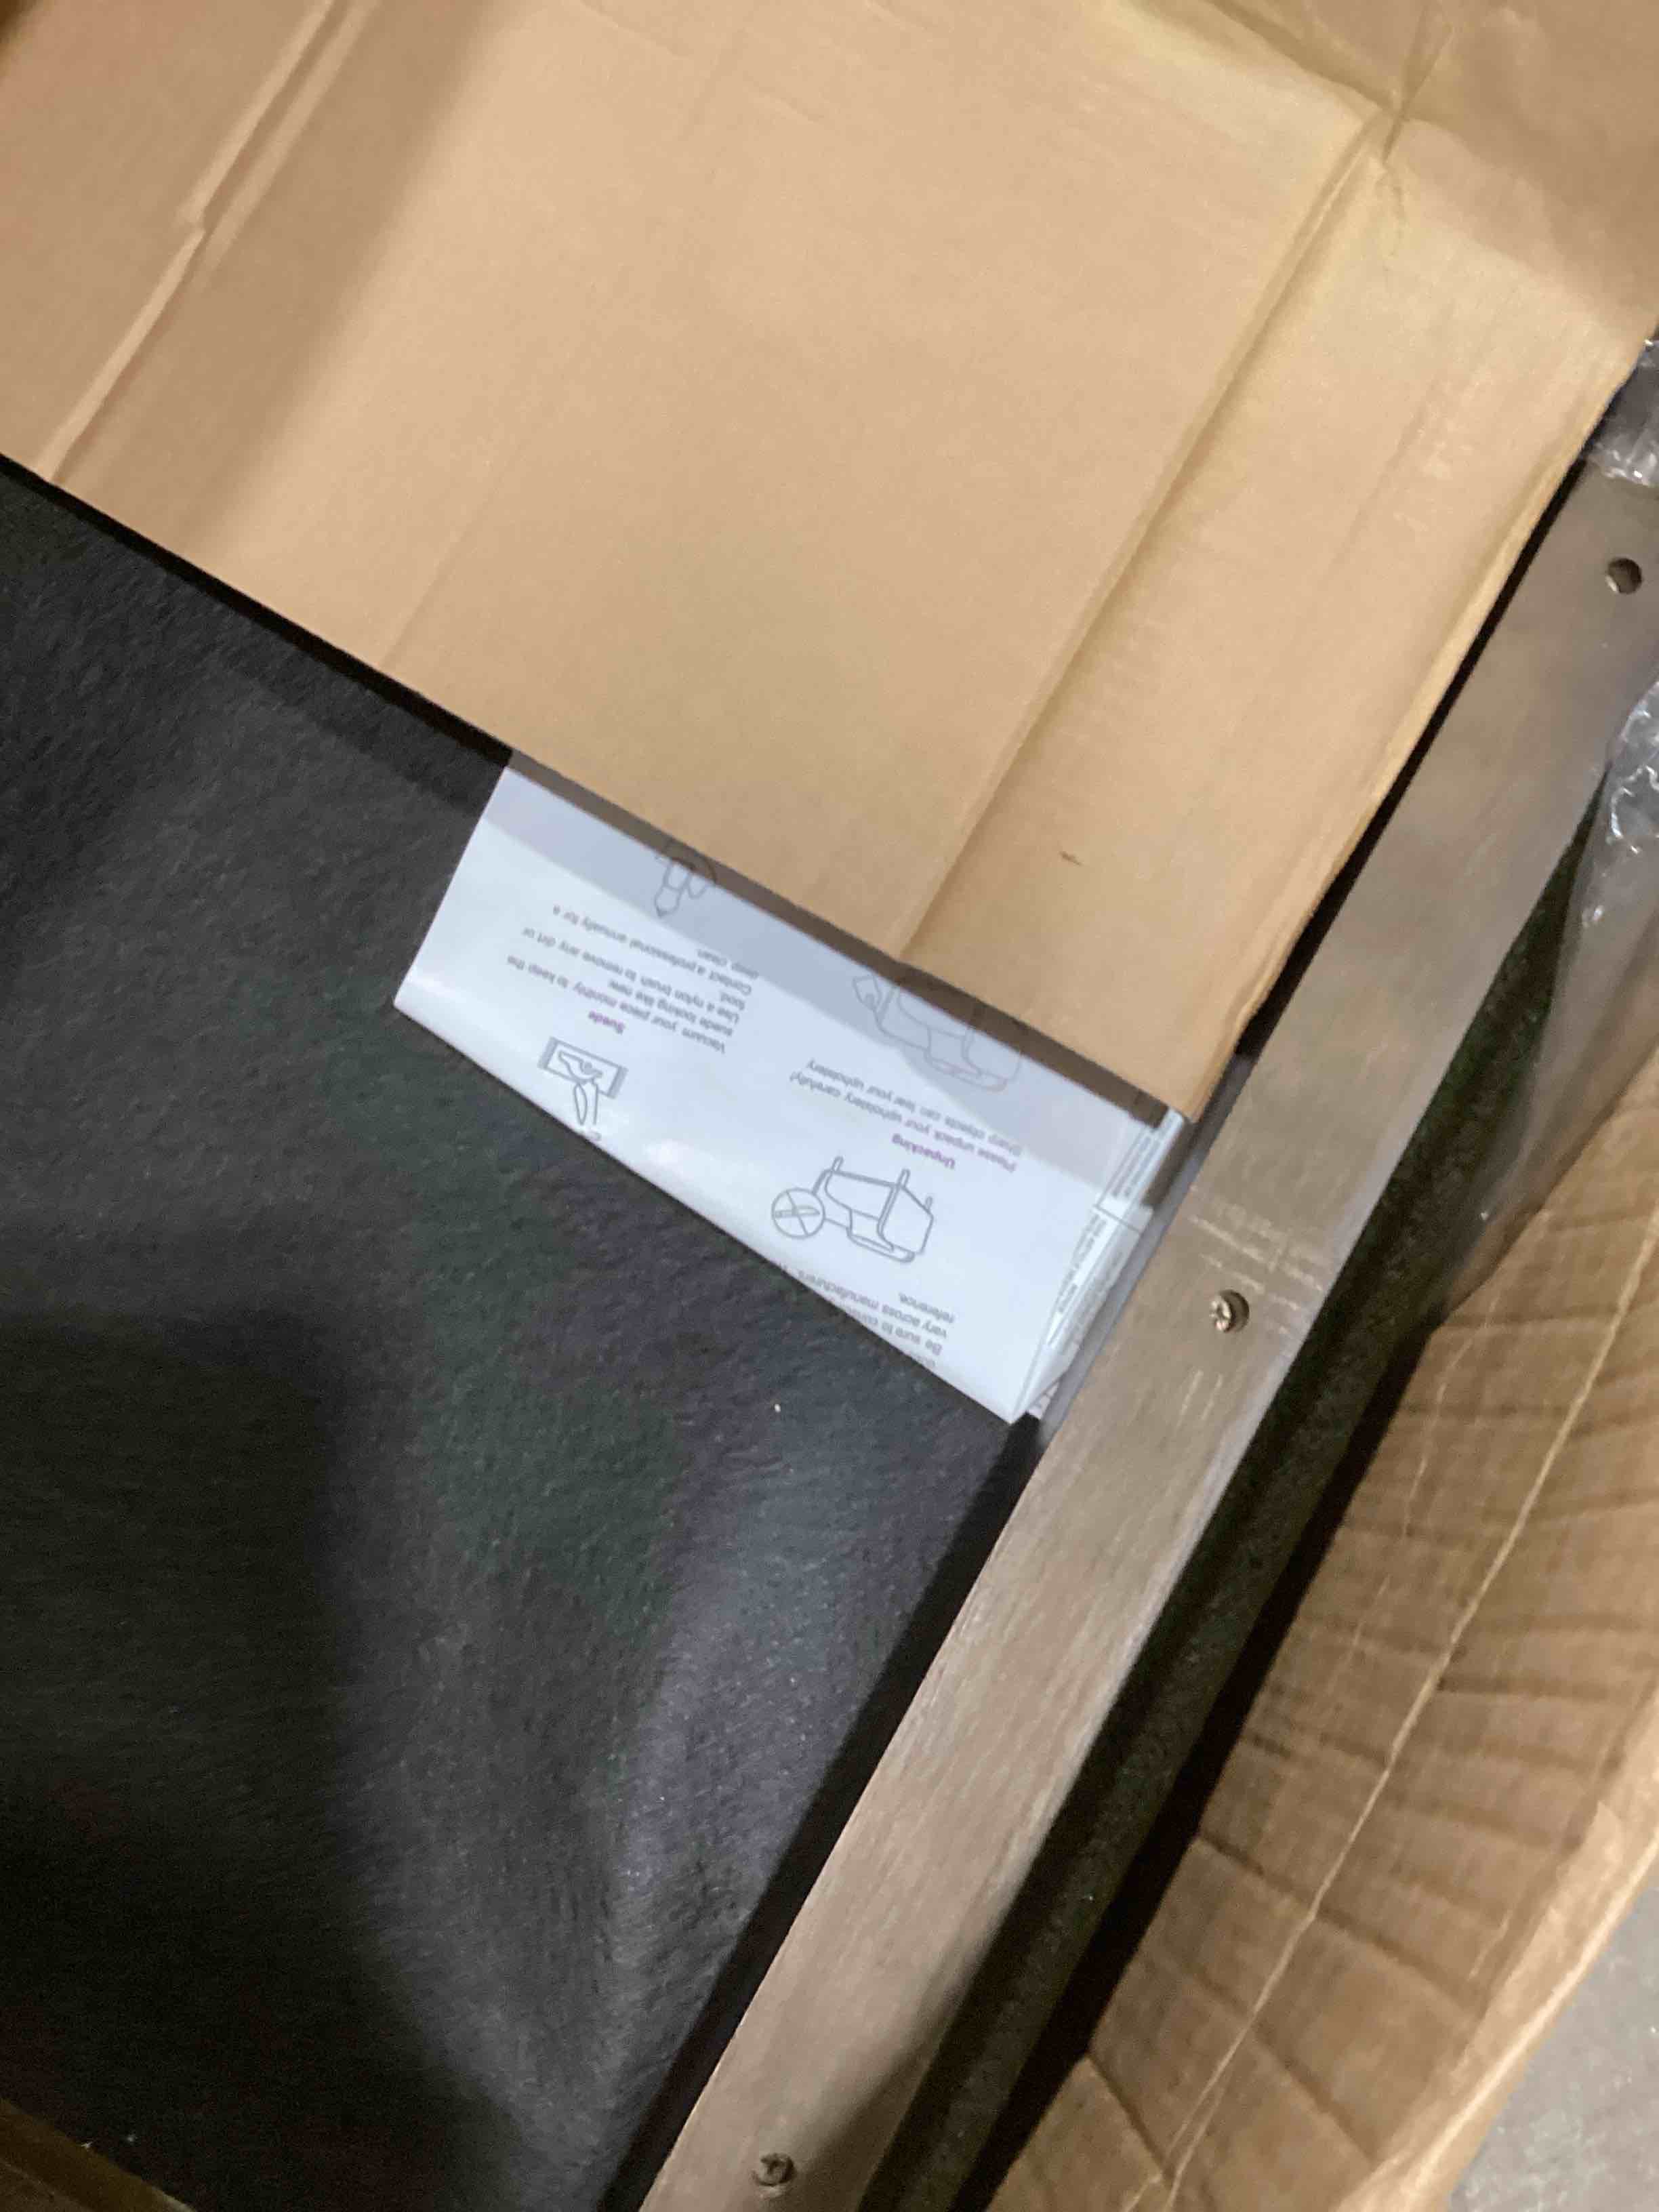 Be sure to
vary across manufacturers.
reference.
Unpacking
Please unpack your upholstery carefully!
Sharp objects can tear your upholstery
Suede
Vacuum your piece monthly to keep the
suede looking like new.
Use a nylon brush to remove any dirt or
food.
Contact a professional annually for a
deep clean.